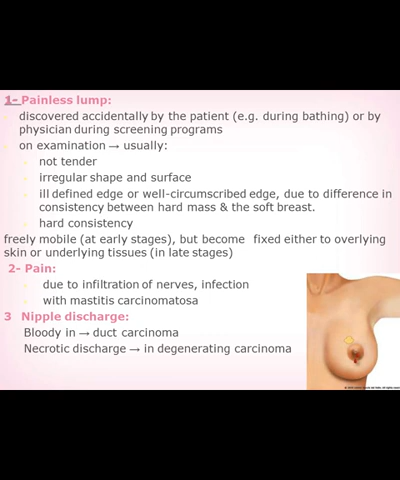 1- Painless lump:
discovered accidentally by the patient (e.g. during bathing) or by
physician during screening programs
on examination → usually:
not tender
irregular shape and surface
ill defined edge or well-circumscribed edge, due to difference in
consistency between hard mass & the soft breast.
hard consistency
freely mobile (at early stages), but become fixed either to overlying
skin or underlying tissues (in late stages)
2- Pain:
due to infiltration of nerves, infection
with mastitis carcinomatosa
3 Nipple discharge:
Bloody in → duct carcinoma
Necrotic discharge → in degenerating carcinoma